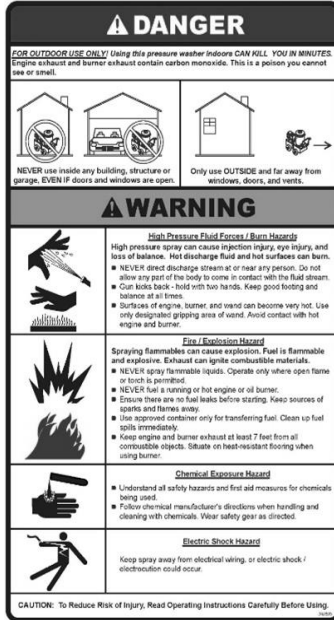 DANGER
FOR OUTDOOR USE ONLY! Using this pressure washer indoors CAN KILL YOU IN MINUTES.
Engine exhaust and burner exhaust contain carbon monoxide. This is a poison you cannot
see or smell.
NEVER use inside any building, structure or
garage, EVEN IF doors and windows are open.
Only use OUTSIDE and far away from
windows, doors, and vents.
WARNING
High Pressure Fluid Forces / Burn Hazards
High pressure spray can cause injection injury, eye injury, and
loss of balance. Hot discharge fluid and hot surfaces can burn.
■ NEVER direct discharge stream at or near any person. Do not
allow any part of the body to come in contact with the fluid stream.
■ Gun kicks back - hold with two hands. Keep good footing and
balance at all times.
■ Surfaces of engine, burner, and wand can become very hot. Use
only designated gripping area of wand. Avoid contact with hot
engine and burner.
Fire / Explosion Hazard
Spraying flammables can cause explosion. Fuel is flammable
and explosive. Exhaust can ignite combustible materials.
■ NEVER spray flammable liquids. Operate only where open flame
or torch is permitted.
■ NEVER fuel a running or hot engine or oil burner.
■ Ensure there are no fuel leaks before starting. Keep sources of
sparks and flames away.
■ Use approved container only for transferring fuel. Clean up fuel
spills immediately.
■ Keep engine and burner exhaust at least 7 feet from all
combustible objects. Situate on heat-resistant flooring when
using burner.
Chemical Exposure Hazard
■ Understand all safety hazards and first aid measures for chemicals
being used.
■ Follow chemical manufacturer's directions when handling and
cleaning with chemicals. Wear safety gear as directed.
Electric Shock Hazard
Keep spray away from electrical wiring, or electric shock /
electrocution could occur.
CAUTION: To Reduce Risk of Injury, Read Operating Instructions Carefully Before Using.